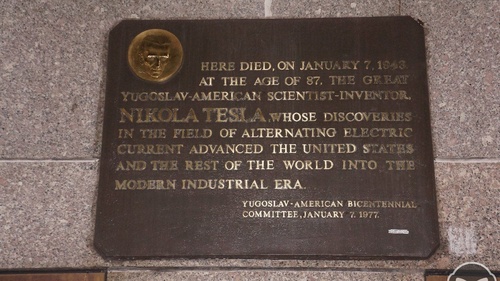 HERE DIED, ON JANUARY 7, 1943,
AT THE AGE OF 87, THE GREAT
YUGOSLAV-AMERICAN SCIENTIST-INVENTOR,
NIKOLA TESLA, WHOSE DISCOVERIES
IN THE FIELD OF ALTERNATING ELECTRIC
CURRENT ADVANCED THE UNITED STATES
AND THE REST OF THE WORLD INTO THE
MODERN INDUSTRIAL ERA.
YUGOSLAV-AMERICAN BICENTENNIAL
COMMITTEE, JANUARY 7, 1977.